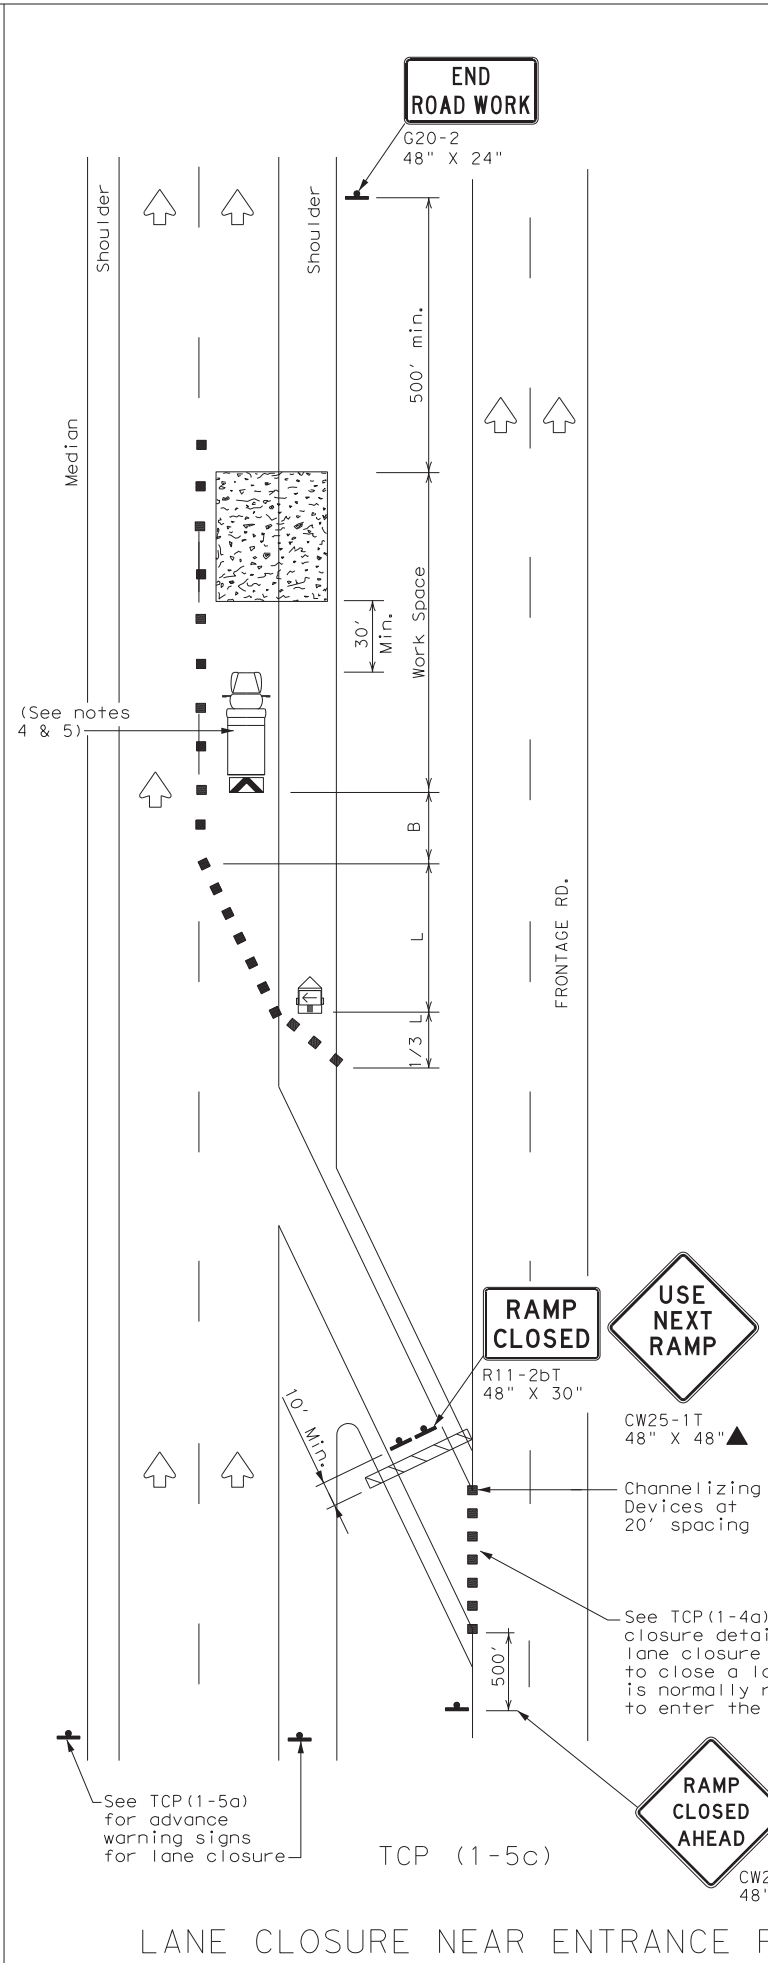 END
ROAD WORK
G20-2
48" X 24"
Shoulder
Shoulder
500' min.
Median
30'
Min.
Work Space
(See notes
4 & 5)
B
L
FRONTAGE RD.
1/3 L
RAMP
CLOSED
R11-2bT
48" X 30"
USE
NEXT
RAMP
CW25-1T
48" X 48"▲
10' Min.
Channelizing
Devices at
20' spacing
See TCP(1-4a)
closure
lane closure
to close a
is normally
to enter the
500'
See TCP(1-5a)
for advance
warning signs
for lane closure
RAMP
CLOSED
AHEAD
48"
TCP (1-5c)
LANE CLOSURE NEAR ENTRANCE